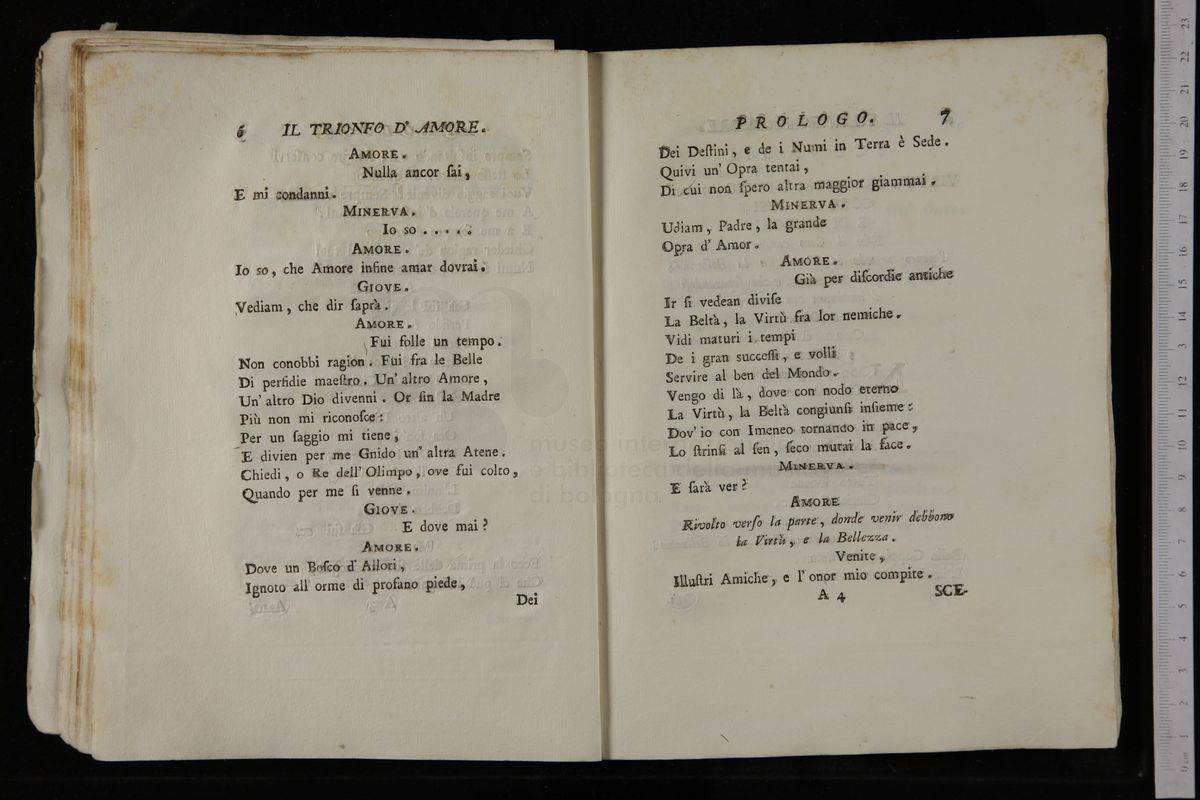 6 IL TRIONFO D' AMORE.
AMORE.
Nulla ancor ſai,
E mi condanni.
MINERVA.
Io so . . . . .
AMORE.
Io so, che Amore infine amar dovrai.
GIOVE.
Vediam, che dir ſaprà.
AMORE.
Fui folle un tempo.
Non conobbi ragion. Fui fra le Belle
Di perfidie maeſtro. Un' altro Amore,
Un' altro Dio divenni. Or ſin la Madre
Più non mi riconoſce:
Per un ſaggio mi tiene,
E divien per me Gnido un' altra Atene.
Chiedi, o Re dell' Olimpo, ove fui colto,
Quando per me ſi venne.
GIOVE.
E dove mai?
AMORE.
Dove un Boſco d' Allori,
Ignoto all' orme di profano piede,
Dei
PROLOGO. 7
Dei Deſtini, e de i Numi in Terra è Sede.
Quivi un' Opra tentai,
Di cui non ſpero altra maggior giammai.
MINERVA.
Udiam, Padre, la grande
Opra d' Amor.
AMORE.
Già per diſcordie antiche
Ir ſi vedean diviſe
La Beltà, la Virtù fra lor nemiche.
Vidi maturi i tempi
De i gran ſucceſſi, e volli
Servire al ben del Mondo.
Vengo di là, dove con nodo eterno
La Virtù, la Beltà congiunſi inſieme:
Dov' io con Imeneo tornando in pace,
Lo ſtrinſi al ſen, ſeco mutai la face.
MINERVA.
E ſarà ver?
AMORE
Rivolto verſo la parte, donde venir debbono
la Virtù, e la Bellezza.
Venite,
Illuſtri Amiche, e l' onor mio compite.
A 4 SCE-